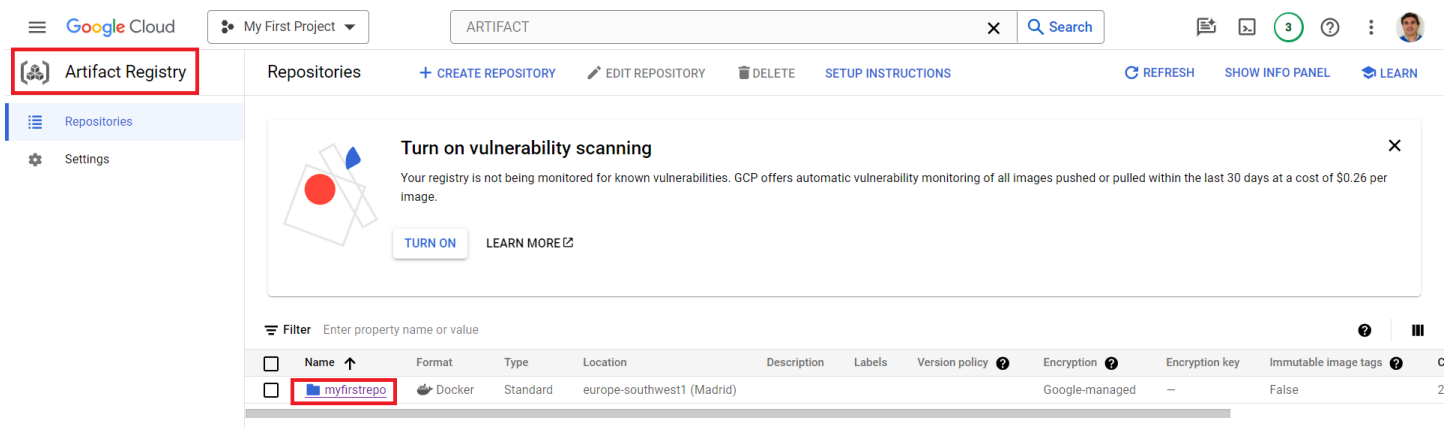 Google Cloud My First Project ARTIFACT Search 3
Artifact Registry Repositories CREATE REPOSITORY EDIT REPOSITORY DELETE SETUP INSTRUCTIONS REFRESH SHOW INFO PANEL LEARN
Repositories
Settings
Turn on vulnerability scanning
Your registry is not being monitored for known vulnerabilities. GCP offers automatic vulnerability monitoring of all images pushed or pulled within the last 30 days at a cost of $0.26 per
image.
TURN ON LEARN MORE
Filter Enter property name or value
Name Format Type Location Description Labels Version policy Encryption Encryption key Immutable image tags C
myfirstrepo Docker Standard europe-southwest1 (Madrid) Google-managed — False 2